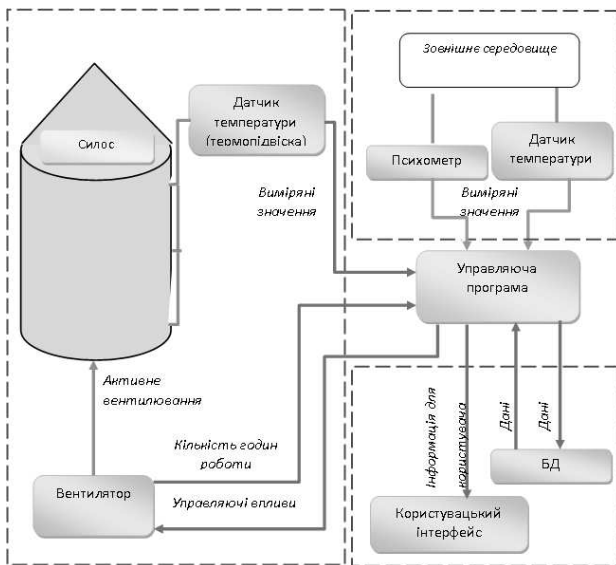 Зовнішнє середовище
Силос
Датчик
температури
(термопідвіска)
Психометр
Датчик
температури
Виміряні
значення
Виміряні
значення
Управляюча
програма
Активне
вентилювання
Кількість годин
роботи
Вентилятор
Управляючі впливи
Інформація для
користувача
Дані
Дані
БД
Користувацький
інтерфейс